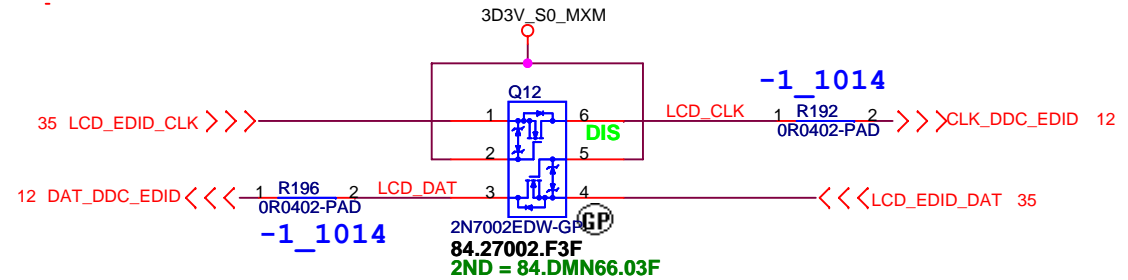 3D3V_S0_MXM
-1_1014
Q12
1 6 LCD_CLK 1 R192 2
35 LCD_EDID_CLK CLK_DDC_EDID 12
DIS 0R0402-PAD
2 5
12 DAT_DDC_EDID 1 R196 2 LCD_DAT 3 4 LCD_EDID_DAT 35
0R0402-PAD
-1_1014
2N7002EDW-GP GP
84.27002.F3F
2ND = 84.DMN66.03F